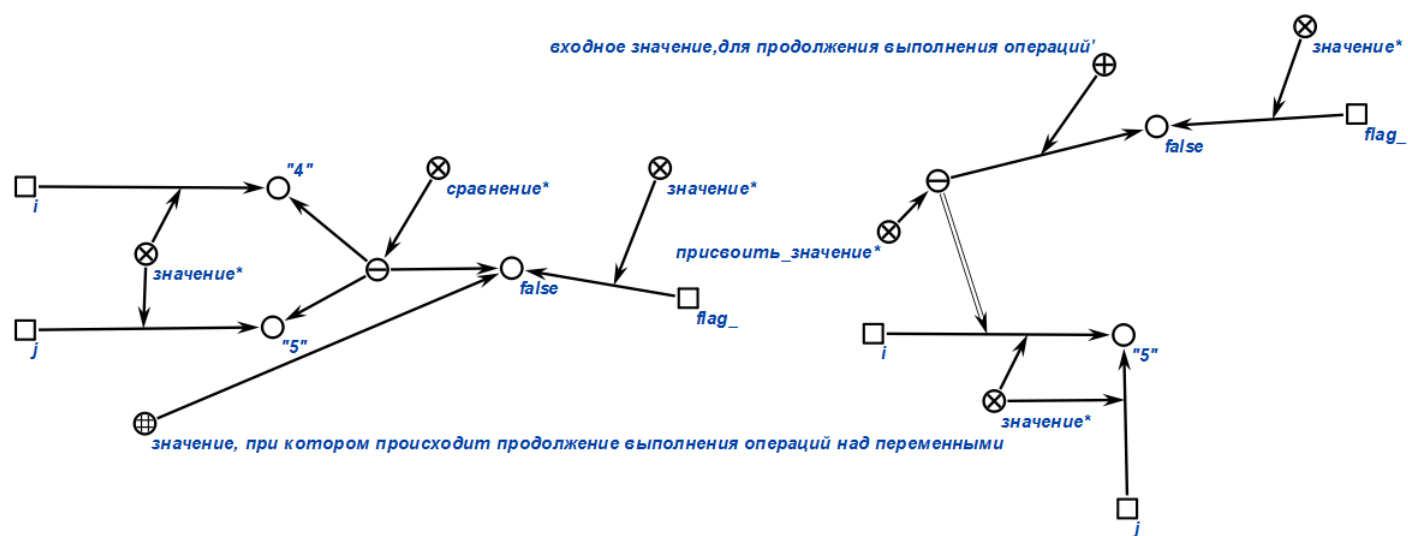 входное значение,для продолжения выполнения операций'
значение*
flag_
false
"4"
сравнение*
значение*
i
присвоить_значение*
значение*
false
flag_
"5"
j
i
"5"
значение*
значение, при котором происходит продолжение выполнения операций над переменными
j